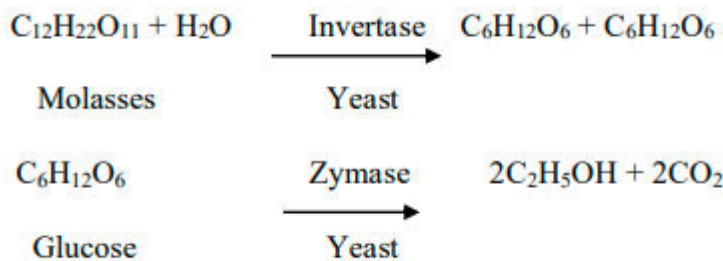 C₁₂H₂₂O₁₁ + H₂O Invertase C₆H₁₂O₆ + C₆H₁₂O₆
Molasses Yeast
C₆H₁₂O₆ Zymase 2C₂H₅OH + 2CO₂
Glucose Yeast